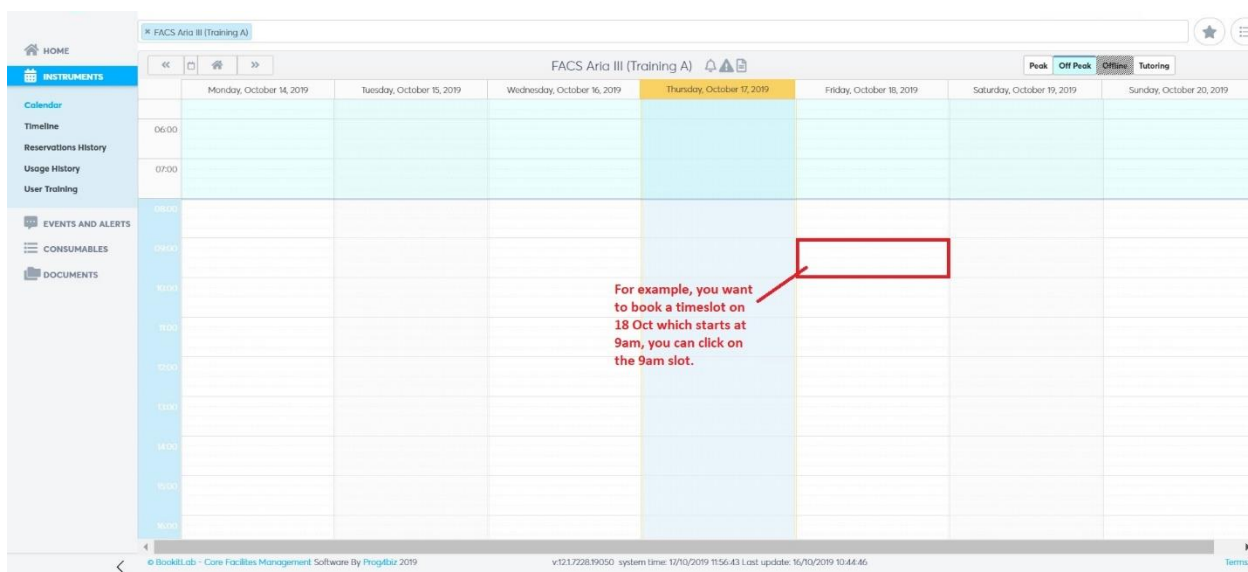 × FACS Aria III (Training A)
HOME
INSTRUMENTS
Calendar
Timeline
Reservations History
Usage History
User Training
EVENTS AND ALERTS
CONSUMABLES
DOCUMENTS
FACS Aria III (Training A)
Peak Off Peak Offline Tutoring
Monday, October 14, 2019 Tuesday, October 15, 2019 Wednesday, October 16, 2019 Thursday, October 17, 2019 Friday, October 18, 2019 Saturday, October 19, 2019 Sunday, October 20, 2019
06:00
07:00
08:00
09:00
10:00
11:00
12:00
13:00
14:00
15:00
16:00
For example, you want
to book a timeslot on
18 Oct which starts at
9am, you can click on
the 9am slot.
© BookitLab - Core Facilites Management Software By Prog4biz 2019 v:12.1.7228.19050 system time: 17/10/2019 11:56:43 Last update: 16/10/2019 10:44:46 Terms